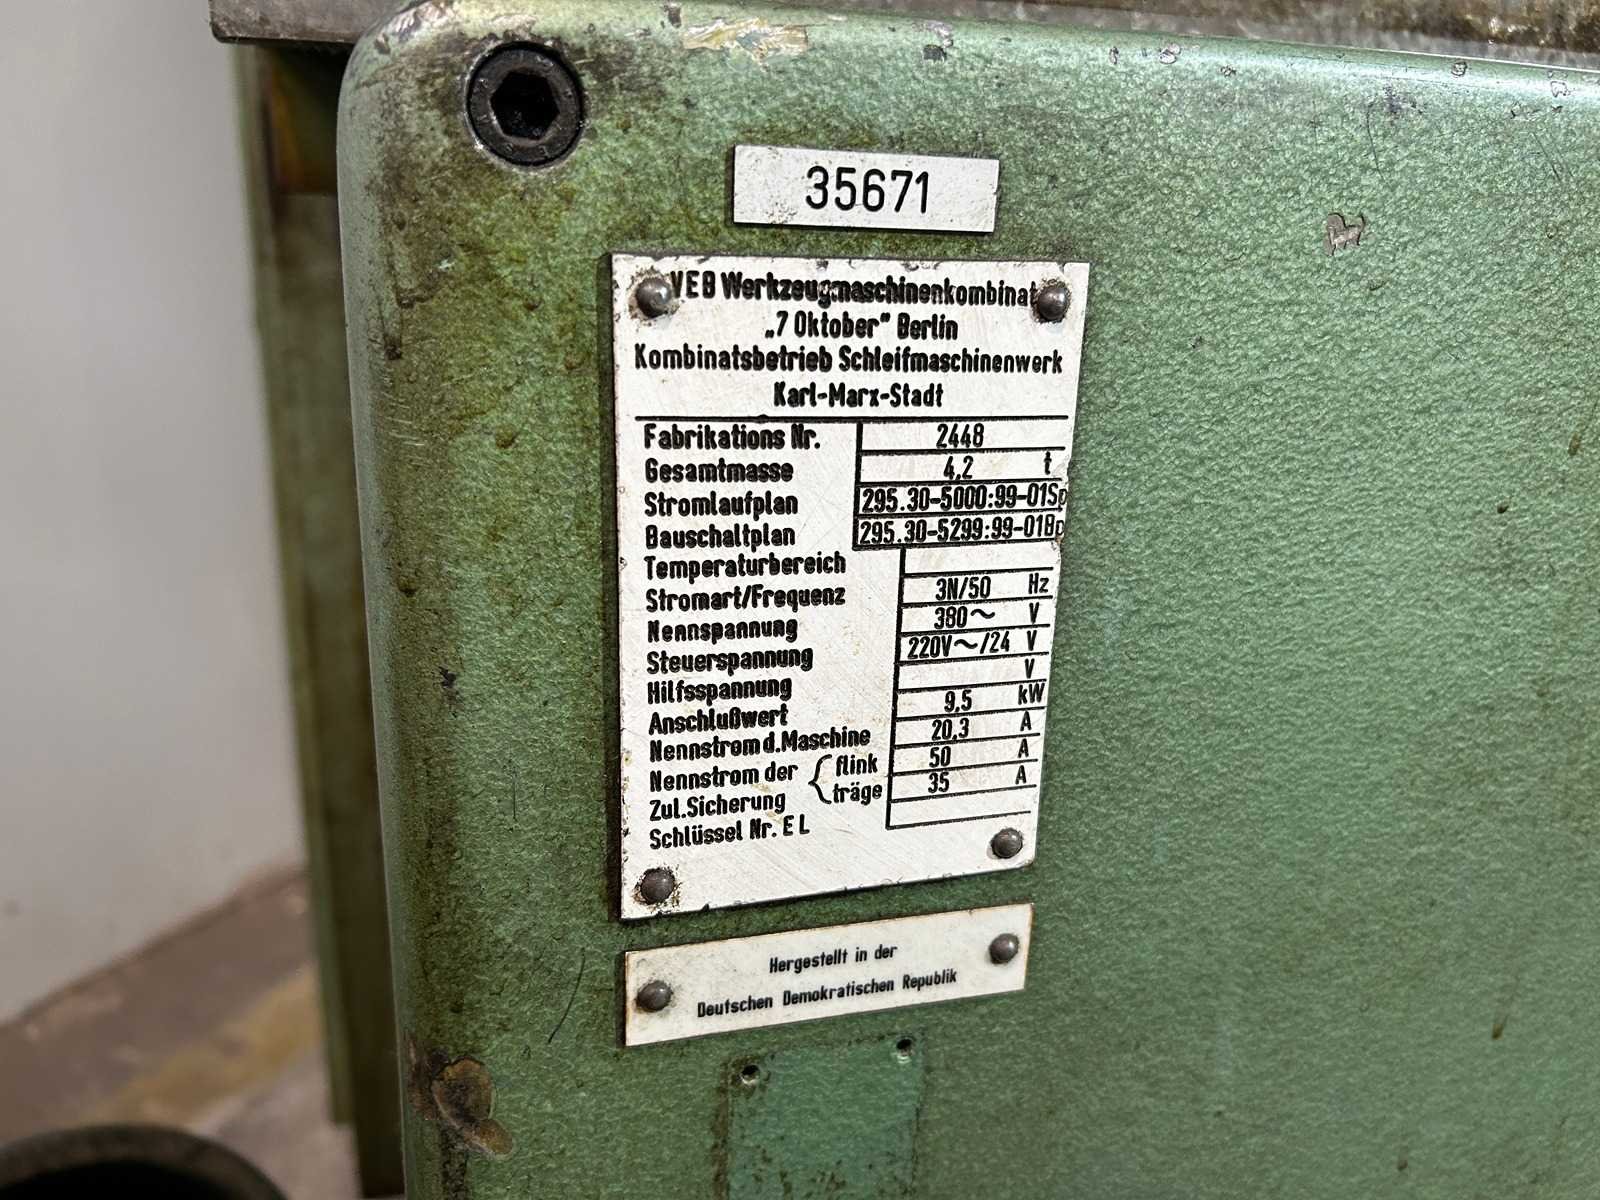 35671
VEB Werkzeugmaschinenkombinat
„7 Oktober" Berlin
Kombinatsbetrieb Schleifmaschinenwerk
Karl-Marx-Stadt
Fabrikations Nr. 2448
Gesamtmasse 4,2 t
Stromlaufplan 295.30-5000:99-01Sp
Bauschaltplan 295.30-5299:99-01Bp
Temperaturbereich
Stromart/Frequenz 3N/50 Hz
Nennspannung 380~ V
Steuerspannung 220V~/24 V
Hilfsspannung V
Anschlußwert 9,5 kW
Nennstrom d. Maschine 20,3 A
Nennstrom der { flink 50 A
Zul. Sicherung { träge 35 A
Schlüssel Nr. E L
Hergestellt in der
Deutschen Demokratischen Republik